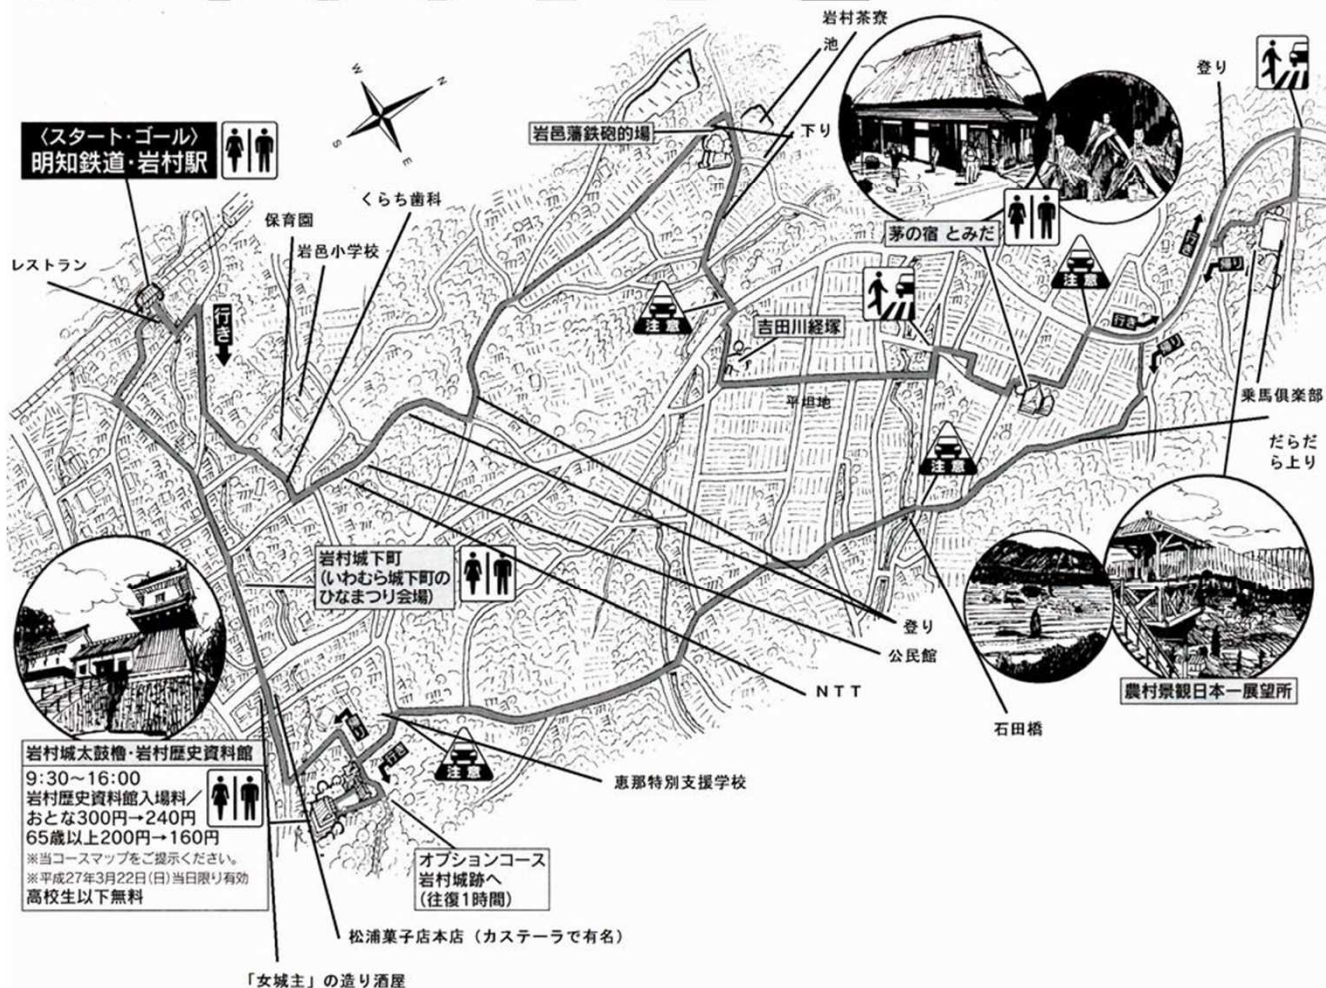 岩村茶寮
池
登り
〈スタート・ゴール〉
明知鉄道・岩村駅
W
N
S
E
岩邑藩鉄砲的場
下り
くらち歯科
保育園
岩邑小学校
レストラン
茅の宿 とみだ
行き
帰り
注意
行き
注意
吉田川経塚
行き
帰り
平坦地
乗馬倶楽部
だらだ
ら上り
注意
岩村城下町
(いわむら城下町の
ひなまつり会場)
登り
公民館
NTT
農村景観日本一展望所
石田橋
帰り
行き
注意
恵那特別支援学校
岩村城太鼓櫓・岩村歴史資料館
9:30〜16:00
岩村歴史資料館入場料／
おとな300円→240円
65歳以上200円→160円
※当コースマップをご提示ください。
※平成27年3月22日(日)当日限り有効
高校生以下無料
オプションコース
岩村城跡へ
(往復1時間)
松浦菓子店本店（カステーラで有名）
「女城主」の造り酒屋